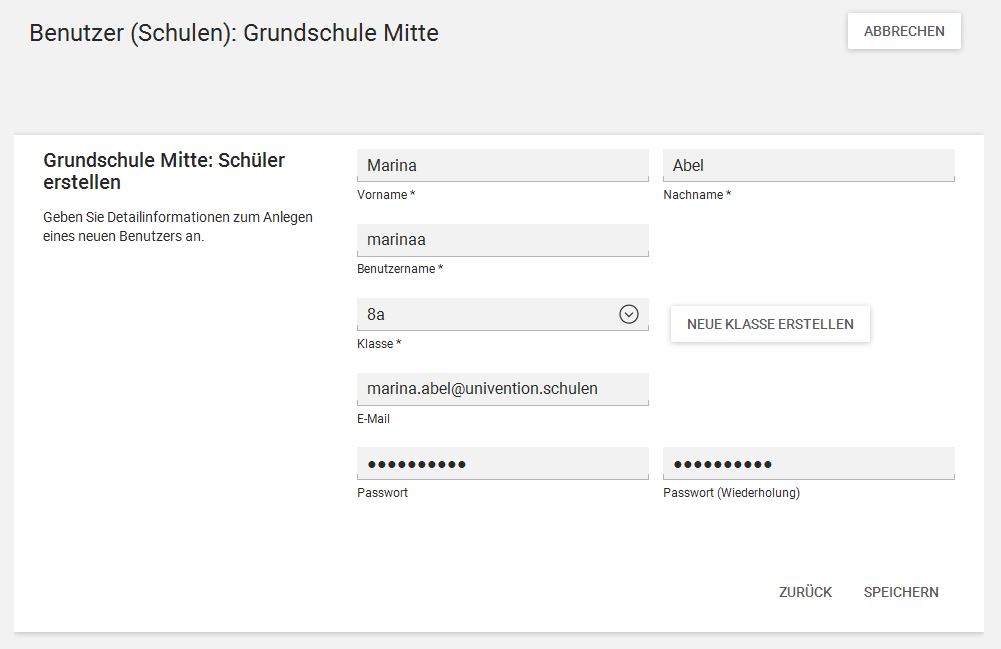 Benutzer (Schulen): Grundschule Mitte
ABBRECHEN
Grundschule Mitte: Schüler
erstellen
Geben Sie Detailinformationen zum Anlegen
eines neuen Benutzers an.
Marina
Vorname *
Abel
Nachname *
marinaa
Benutzername *
8a
Klasse *
NEUE KLASSE ERSTELLEN
marina.abel@univention.schulen
E-Mail
●●●●●●●●●●
Passwort
●●●●●●●●●●
Passwort (Wiederholung)
ZURÜCK
SPEICHERN